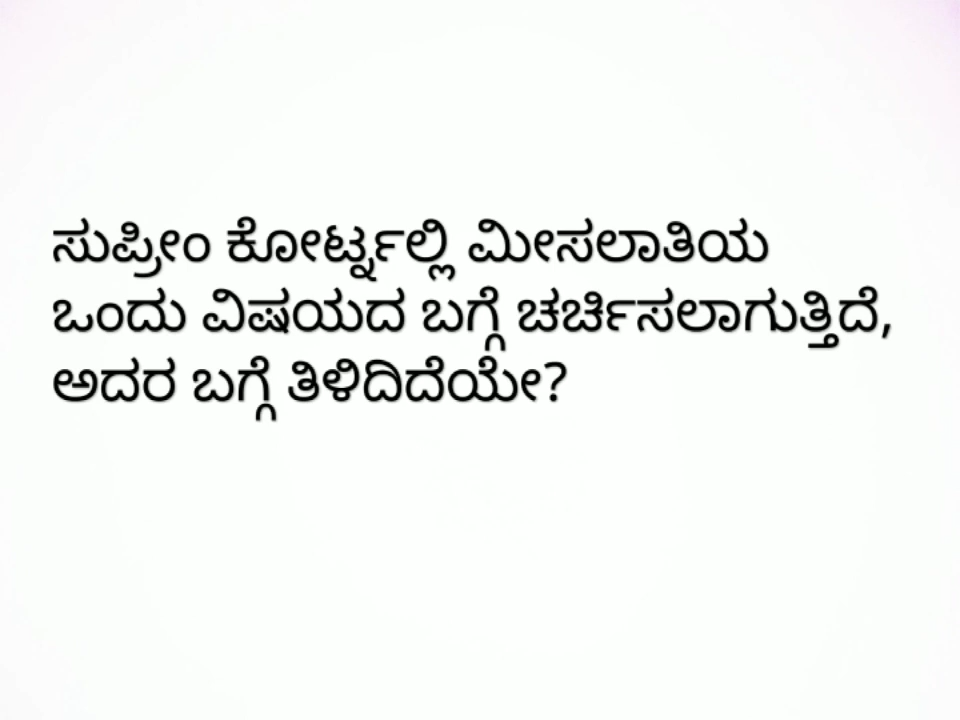 ಸುಪ್ರೀಂ ಕೋರ್ಟ್ನಲ್ಲಿ ಮೀಸಲಾತಿಯ
ಒಂದು ವಿಷಯದ ಬಗ್ಗೆ ಚರ್ಚಿಸಲಾಗುತ್ತಿದೆ,
ಅದರ ಬಗ್ಗೆ ತಿಳಿದಿದೆಯೇ?